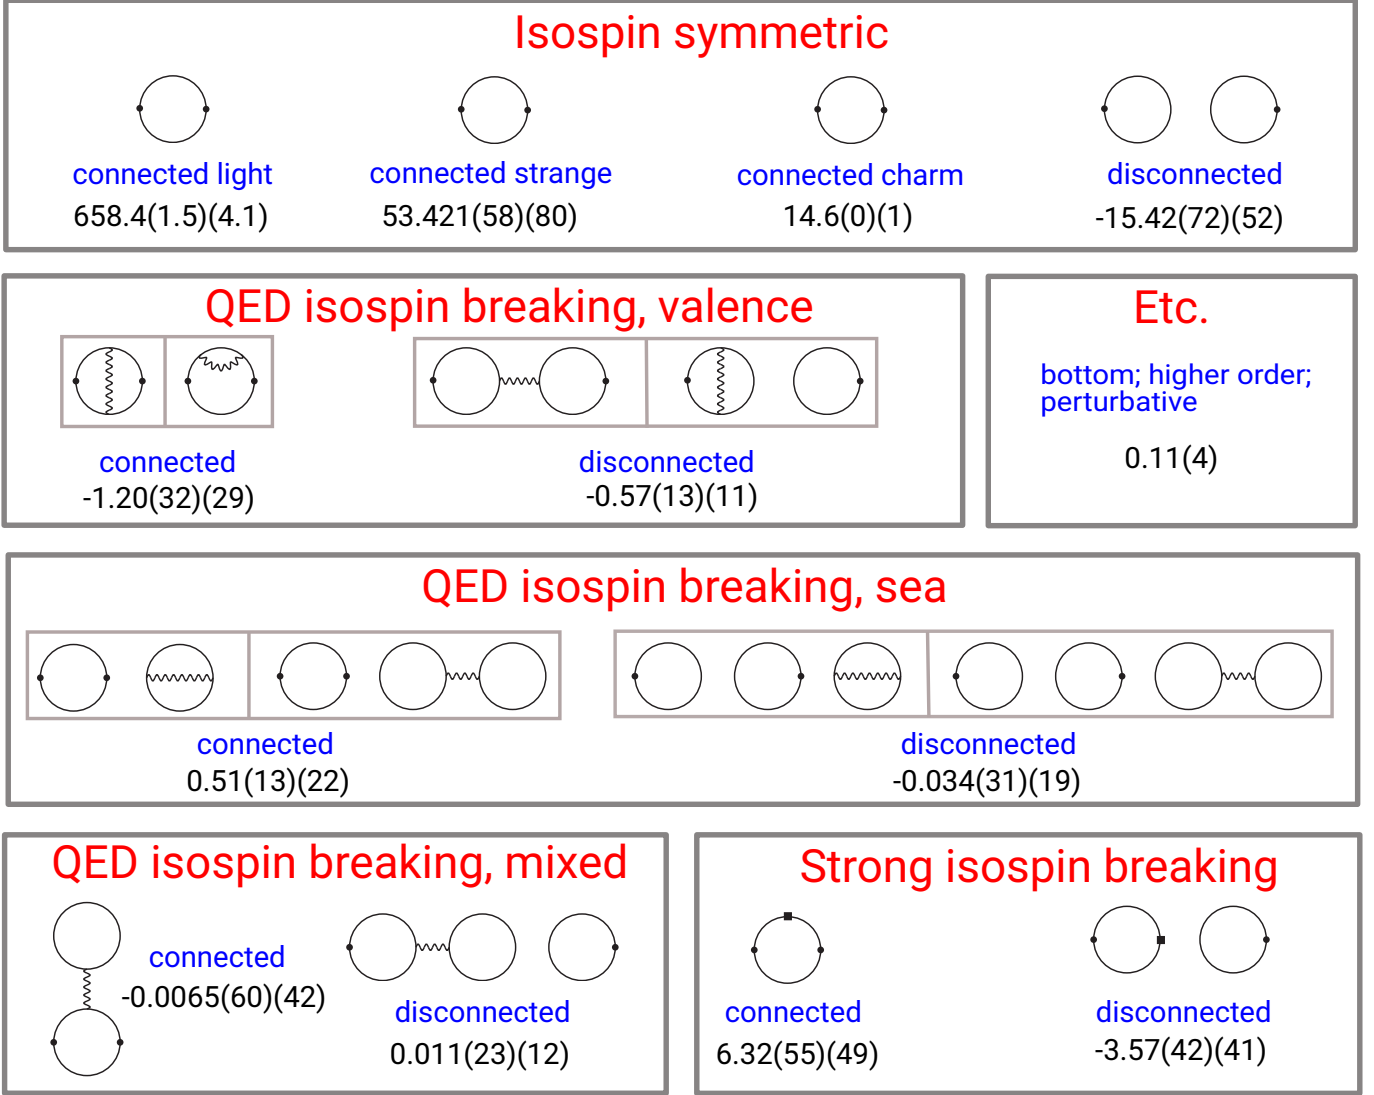 Isospin symmetric
connected light
658.4(1.5)(4.1)
connected strange
53.421(58)(80)
connected charm
14.6(0)(1)
disconnected
-15.42(72)(52)
QED isospin breaking, valence
connected
-1.20(32)(29)
disconnected
-0.57(13)(11)
Etc.
bottom; higher order;
perturbative
0.11(4)
QED isospin breaking, sea
connected
0.51(13)(22)
disconnected
-0.034(31)(19)
QED isospin breaking, mixed
connected
-0.0065(60)(42)
disconnected
0.011(23)(12)
Strong isospin breaking
connected
6.32(55)(49)
disconnected
-3.57(42)(41)